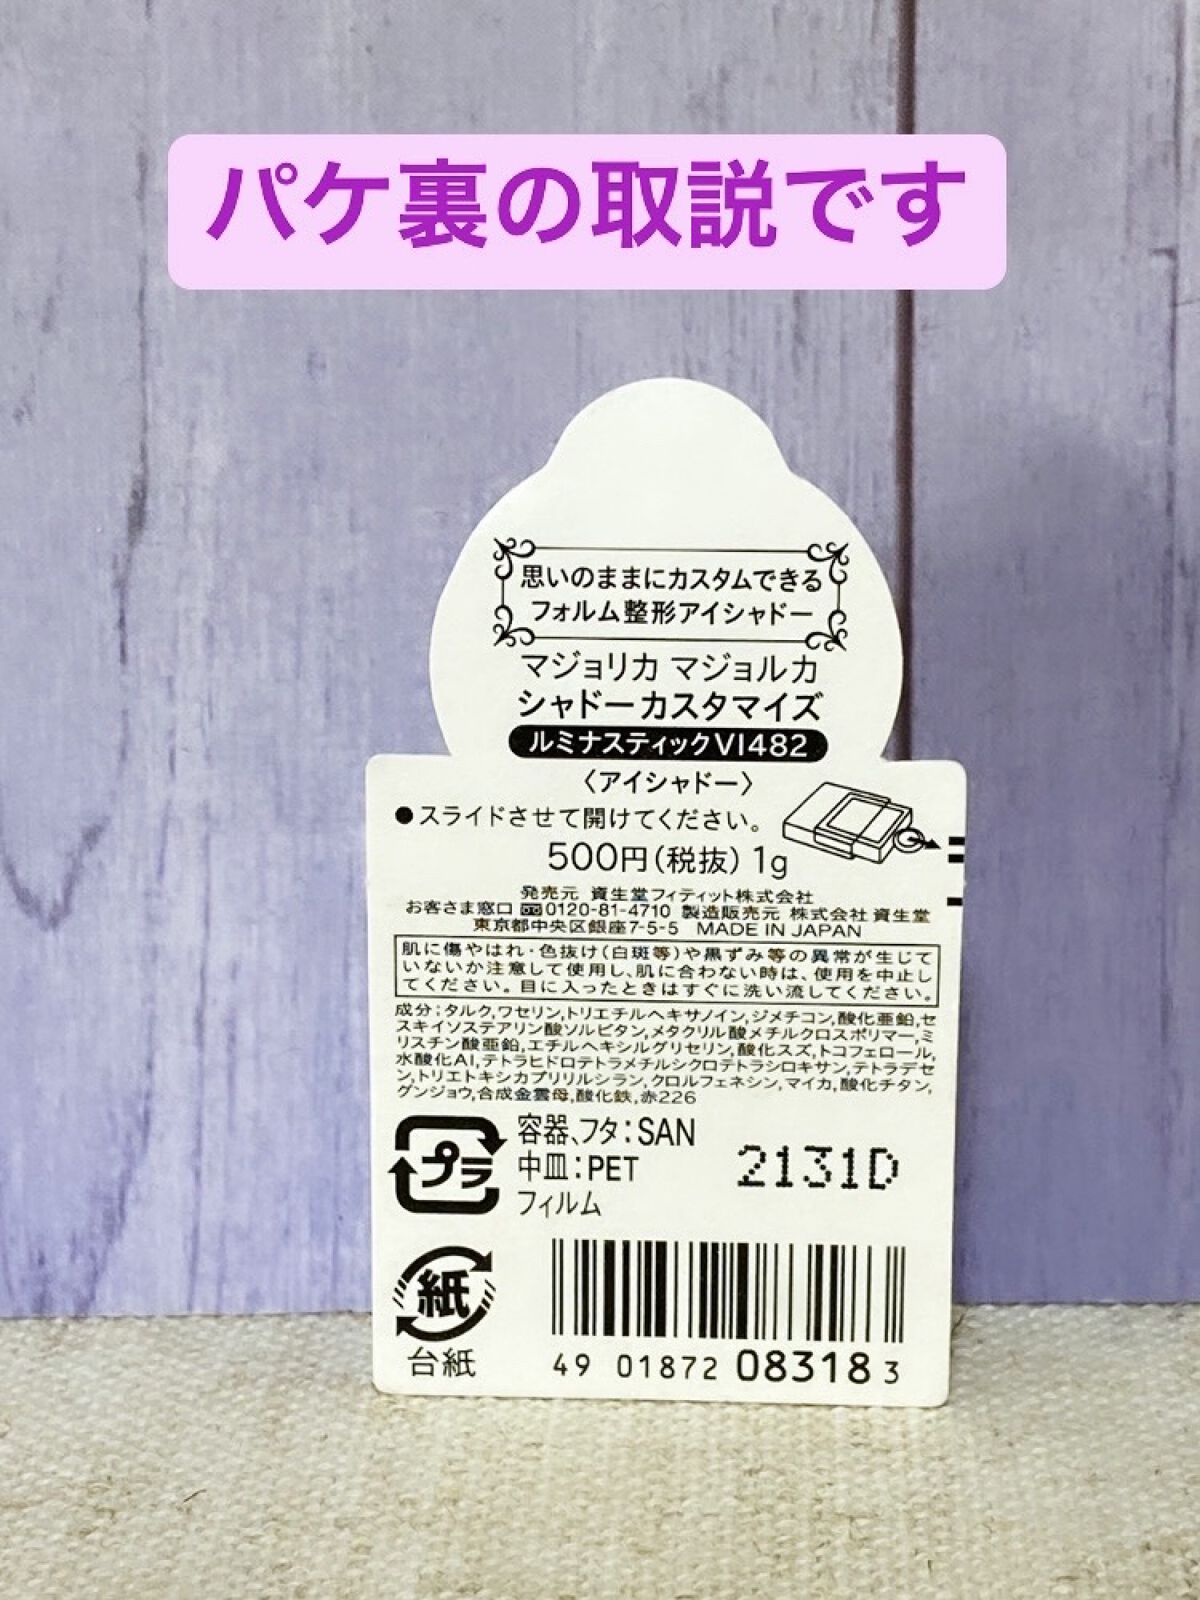 パケ裏の取説です
思いのままにカスタムできる
フォルム整形アイシャドー
マジョリカ マジョルカ
シャドーカスタマイズ
ルミナスティックVI482
〈アイシャドー〉
●スライドさせて開けてください。
500円(税抜) 1g
発売元 資生堂フィティット株式会社
お客さま窓口 0120-81-4710 製造販売元 株式会社 資生堂
東京都中央区銀座7-5-5 MADE IN JAPAN
肌に傷やはれ・色抜け(白斑等)や黒ずみ等の異常が生じて
いないか注意して使用し、肌に合わない時は、使用を中止し
てください。目に入ったときはすぐに洗い流してください。
成分:タルク,ワセリン,トリエチルヘキサノイン,ジメチコン,酸化亜鉛,セ
スキイソステアリン酸ソルビタン,メタクリル酸メチルクロスポリマー,ミ
リスチン酸亜鉛,エチルヘキシルグリセリン,酸化スズ,トコフェロール,
水酸化Al,テトラヒドロテトラメチルシクロテトラシロキサン,テトラデセ
ン,トリエトキシカプリリルシラン,クロルフェネシン,マイカ,酸化チタン,
グンジョウ,合成金雲母,酸化鉄,赤226
プラ
容器、フタ:SAN
中皿:PET
フィルム
2131D
紙
台紙
49 01872 08318 3